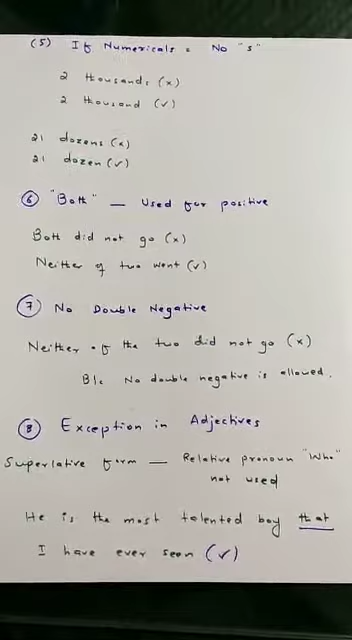 (5) If Numericals = No "s"
2 thousands (x)
2 thousand (✓)
21 dozens (x)
21 dozen (✓)
⑥ "Both" — Used for positive
Both did not go (x)
Neither of two went (✓)
⑦ No Double Negative
Neither of the two did not go (x)
B/c No double negative is allowed.
⑧ Exception in Adjectives
Superlative form — Relative pronoun "Who"
not used
He is the most talented boy that
I have ever seen (✓)